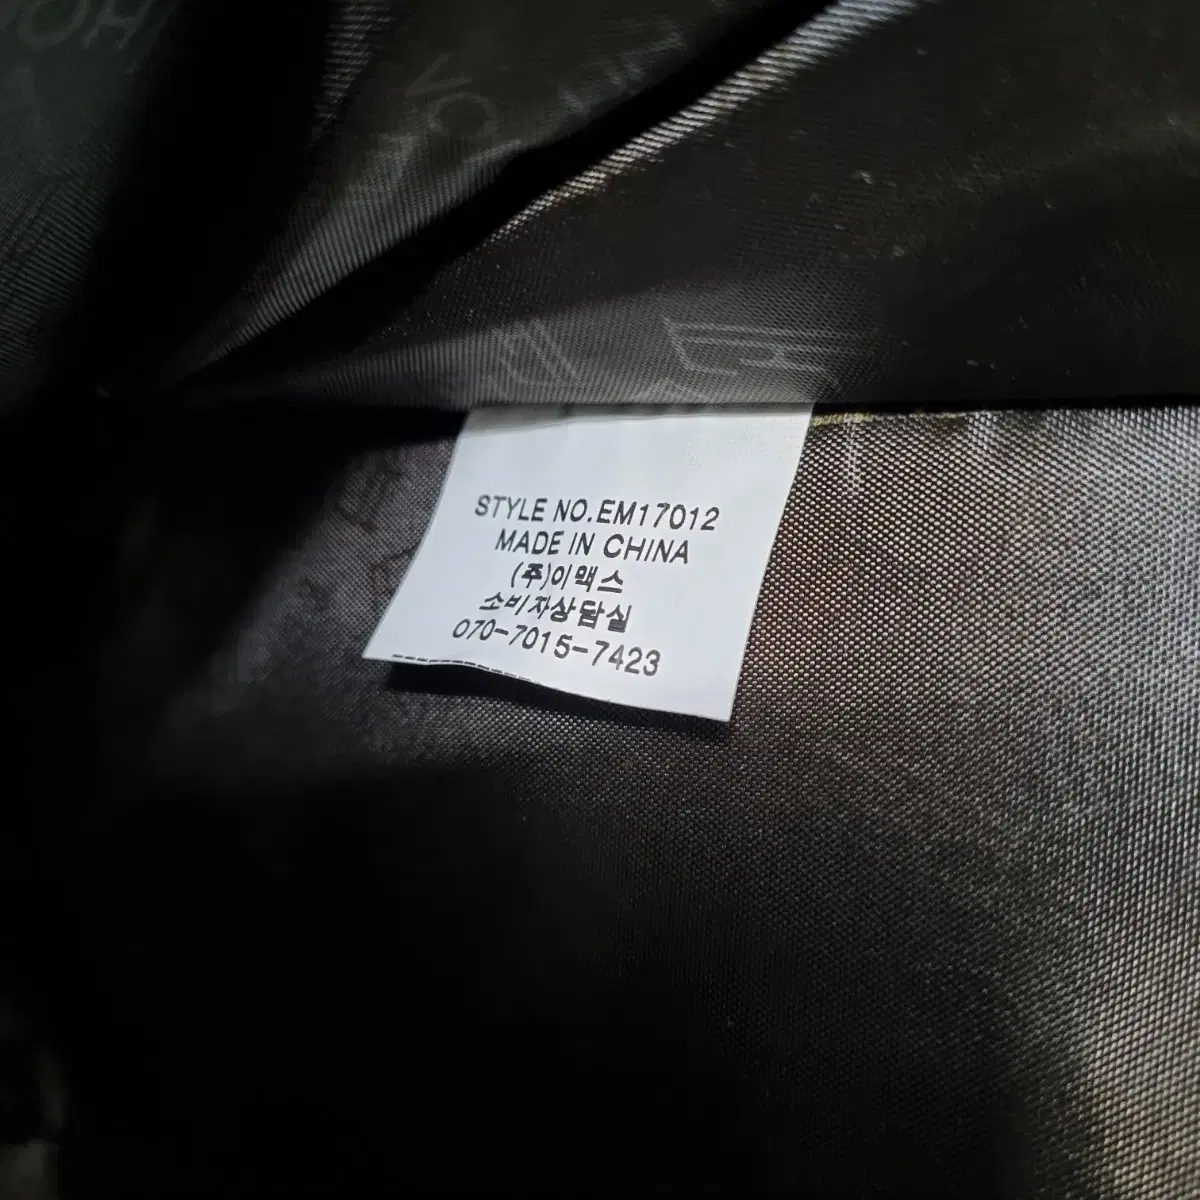 STYLE NO.EM17012
MADE IN CHINA
(주)이맥스
소비자상담실
070-7015-7423